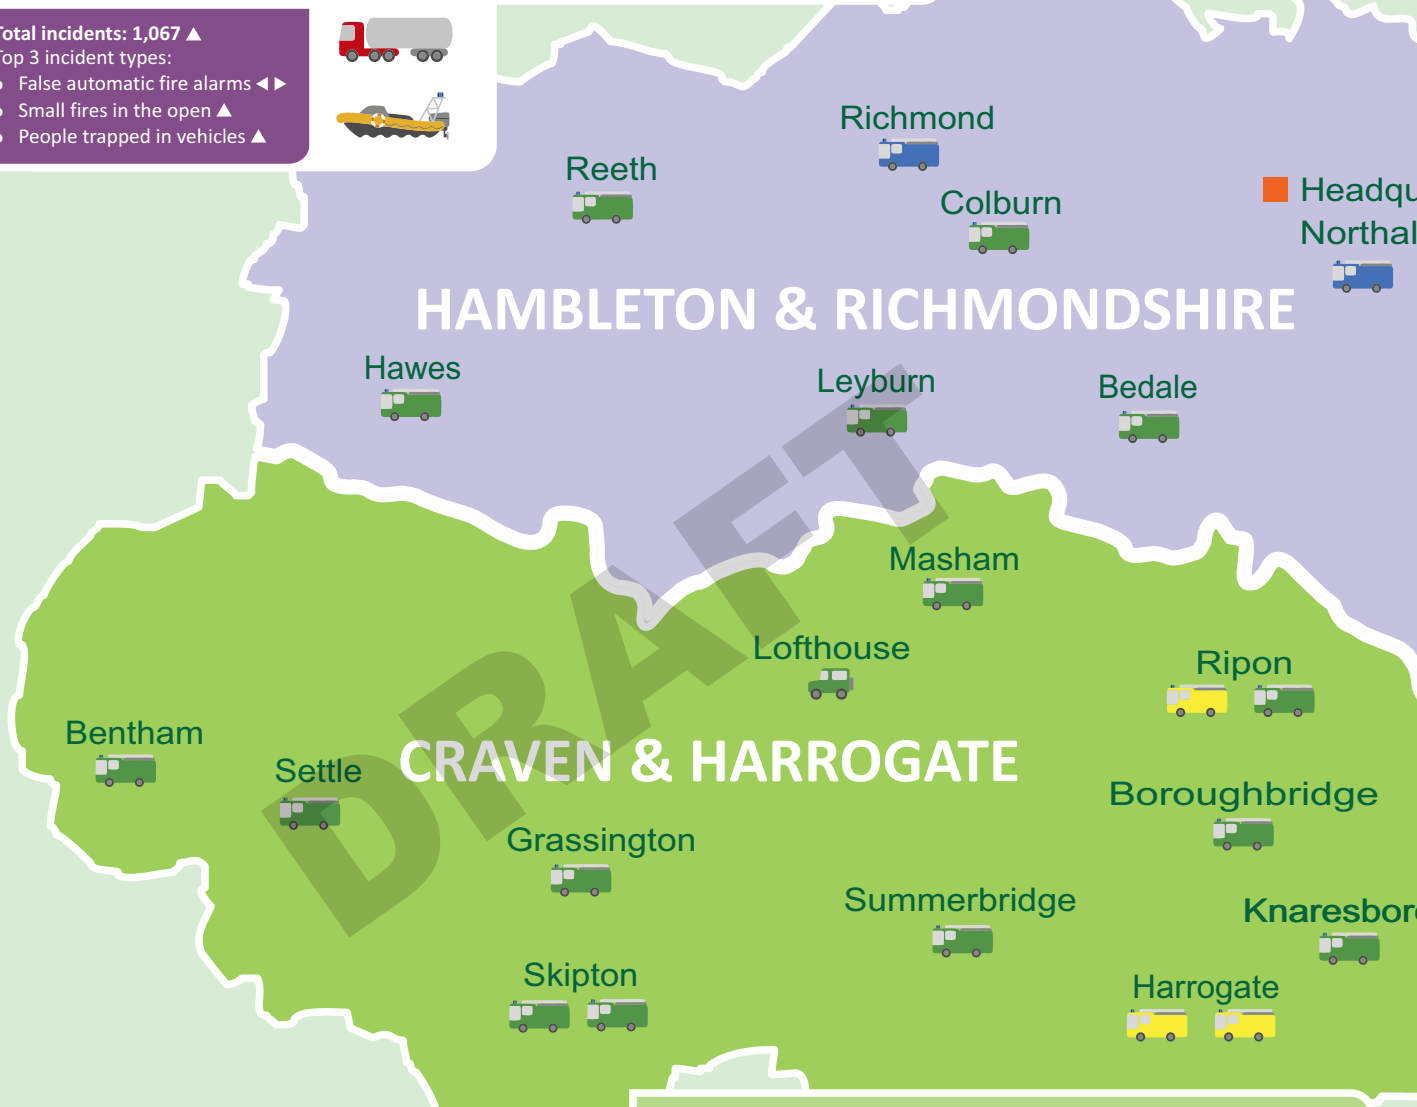 Total incidents: 1,067 ▲
Top 3 incident types:
• False automatic fire alarms ◄►
• Small fires in the open ▲
• People trapped in vehicles ▲
Richmond
Reeth
Colburn
Headqu
Northal
HAMBLETON & RICHMONDSHIRE
Hawes
Leyburn
Bedale
DRAFT
Masham
Lofthouse
Ripon
Bentham
Settle
CRAVEN & HARROGATE
Boroughbridge
Grassington
Summerbridge
Knaresboro
Skipton
Harrogate